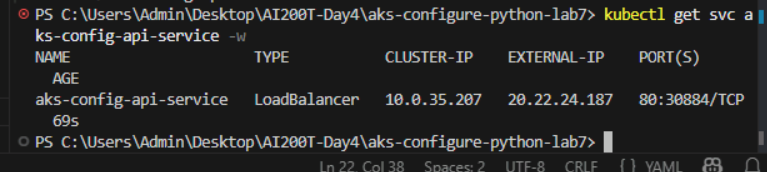 PS C:\Users\Admin\Desktop\AI200T-Day4\aks-configure-python-lab7> kubectl get svc a
ks-config-api-service -w
NAME TYPE CLUSTER-IP EXTERNAL-IP PORT(S)
AGE
aks-config-api-service LoadBalancer 10.0.35.207 20.22.24.187 80:30884/TCP
69s
PS C:\Users\Admin\Desktop\AI200T-Day4\aks-configure-python-lab7>
Ln 22, Col 38 Spaces: 2 UTF-8 CRLF {} YAML